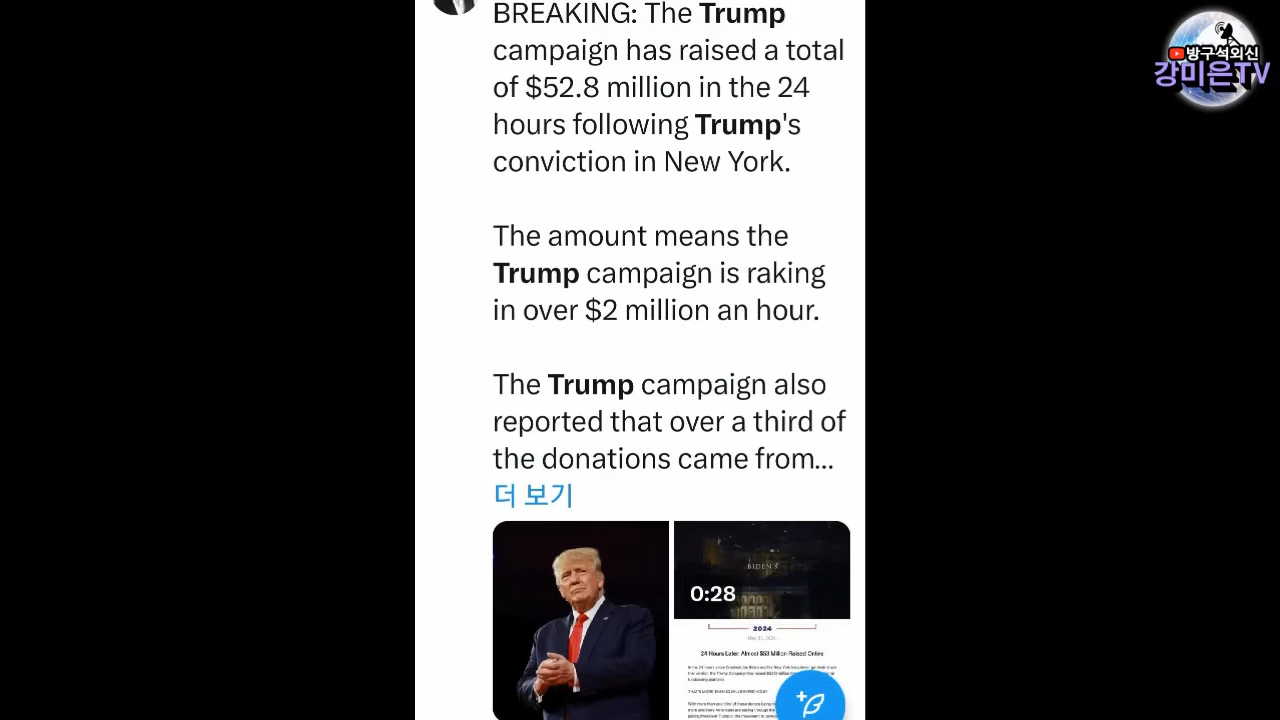 BREAKING: The Trump
campaign has raised a total
of $52.8 million in the 24
hours following Trump's
conviction in New York.
The amount means the
Trump campaign is raking
in over $2 million an hour.
The Trump campaign also
reported that over a third of
the donations came from...
더 보기
방구석외신
강미은TV
BIDEN'S
0:28
2024
24 Hours Later: Almost $53 Million Raised Online